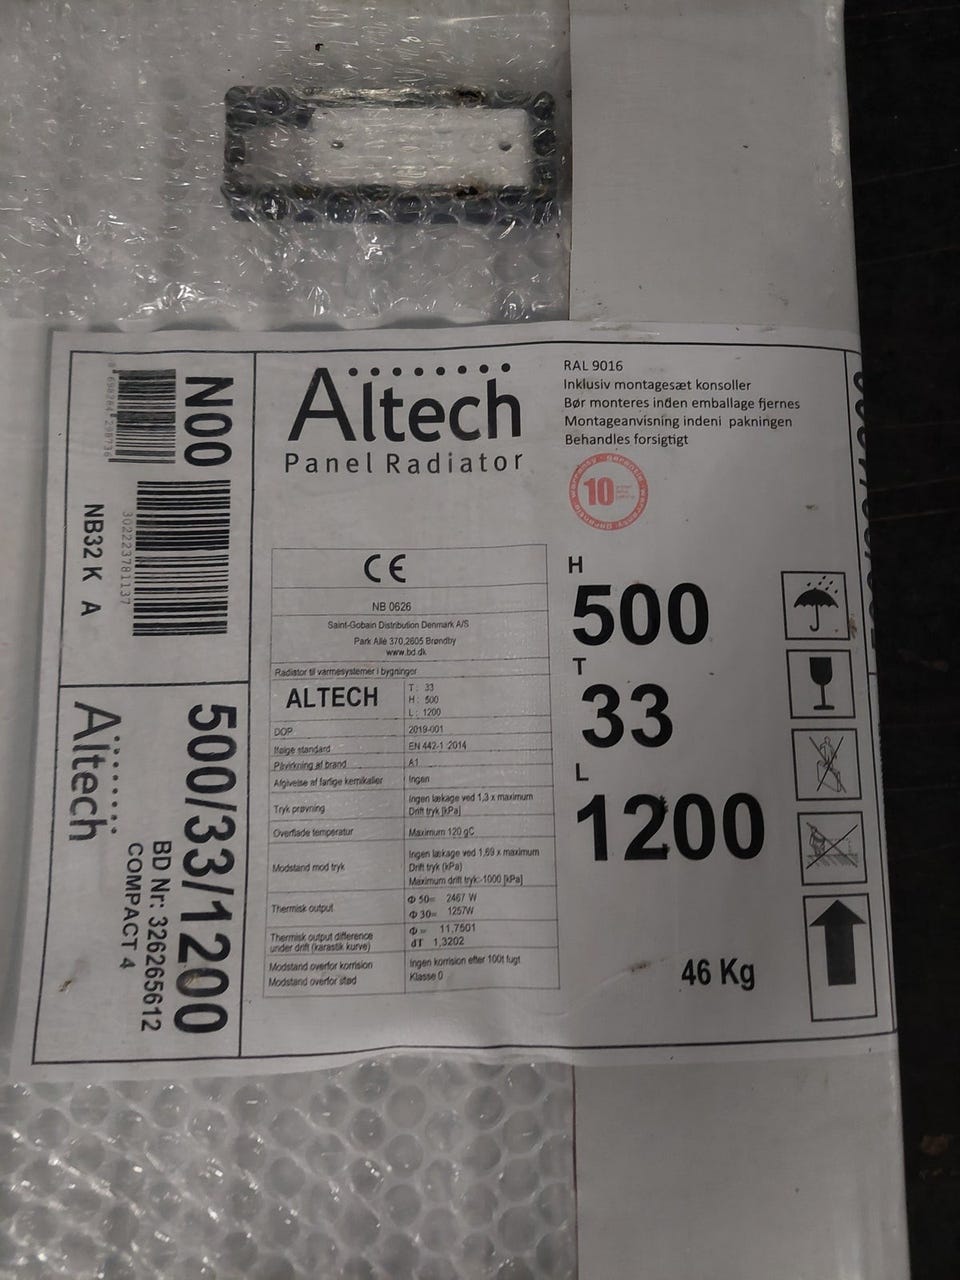 N00
8 698284 298736
302223781137
NB32 K A
500/33/1200
BD Nr: 326265612
COMPACT 4
Altech
Altech
Panel Radiator
RAL 9016
Inklusiv montagesæt konsoller
Bør monteres inden emballage fjernes
Montageanvisning indeni pakningen
Behandles forsigtigt
warranty · garantie
10
CE
NB 0626
Saint-Gobain Distribution Denmark A/S
Park Allé 370,2605 Brøndby
www.bd.dk
Radiator til varmesystemer i bygninger
ALTECH
T: 33
H: 500
L: 1200
DOP 2019-001
Ifølge standard EN 442-1 2014
Påvirkning af brand A1
Afgivelse af farlige kemikalier Ingen
Tryk prøvning Ingen lækage ved 1,3 x maximum
Drift tryk [kPa]
Overflade temperatur Maximum 120 gC
Modstand mod tryk Ingen lækage ved 1,69 x maximum
Drift tryk (kPa)
Maximum drift tryk:-1000 [kPa]
Thermisk output Φ 50= 2467 W
Φ 30= 1257W
Thermisk output difference
under drift (karastik kurve)
Φ = 11,7501
dT 1,3202
Modstand overfor korrision Ingen korrision efter 100t fugt
Modstand overfor stød Klasse 0
H
500
T
33
L
1200
46 Kg